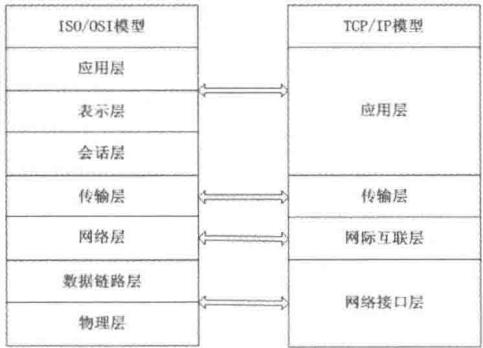 ISO/OSI模型
应用层
表示层
会话层
传输层
网络层
数据链路层
物理层
TCP/IP模型
应用层
传输层
网际互联层
网络接口层